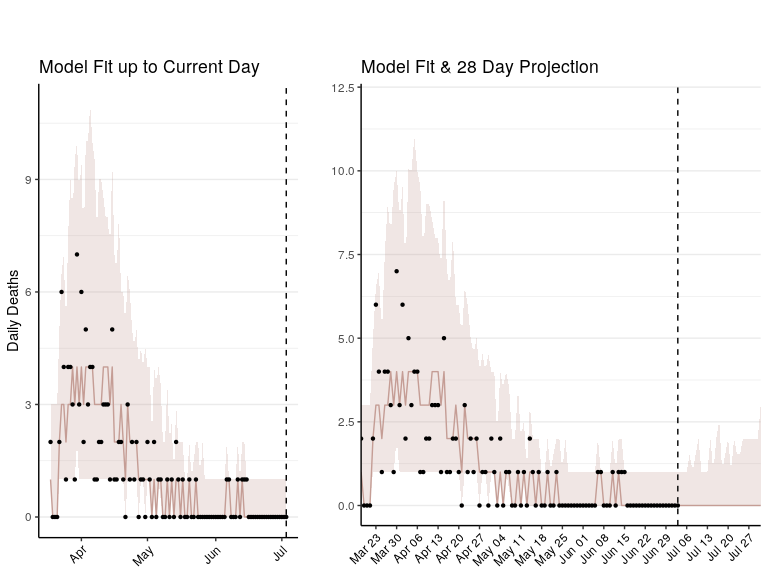 Model Fit up to Current Day
Model Fit & 28 Day Projection
Daily Deaths
9
6
3
0
Apr
May
Jun
Jul
12.5
10.0
7.5
5.0
2.5
0.0
Mar 23
Mar 30
Apr 06
Apr 13
Apr 20
Apr 27
May 04
May 11
May 18
May 25
Jun 01
Jun 08
Jun 15
Jun 22
Jun 29
Jul 06
Jul 13
Jul 20
Jul 27